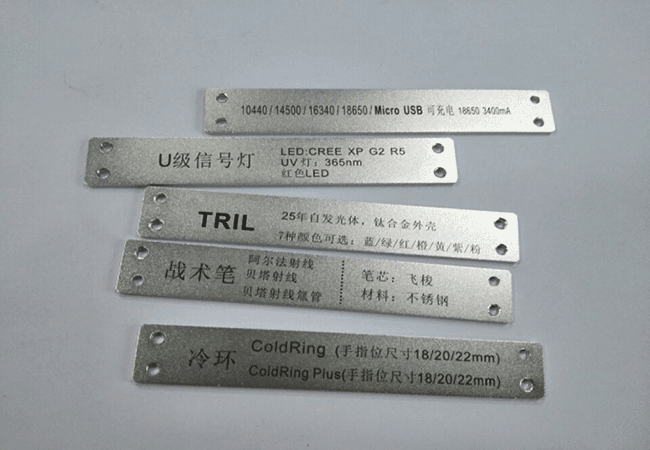 10440/14500/16340/18650/Micro USB 可充电 18650 3400mA
U级信号灯
LED:CREE XP G2 R5
UV灯：365nm
红色LED
TRIL
25年自发光体，钛合金外壳
7种颜色可选：蓝/绿/红/橙/黄/紫/粉
战术笔
阿尔法射线
贝塔射线
贝塔射线氚管
笔芯：飞梭
材料：不锈钢
冷环
ColdRing (手指位尺寸18/20/22mm)
ColdRing Plus(手指位尺寸18/20/22mm)